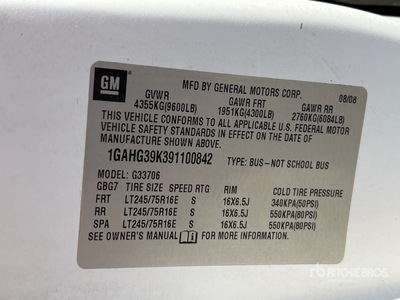 GM
MFD BY GENERAL MOTORS CORP. 08/08
GVWR GAWR FRT GAWR RR
4355KG(9600LB) 1951KG(4300LB) 2760KG(6084LB)
THIS VEHICLE CONFORMS TO ALL APPLICABLE U.S. FEDERAL MOTOR
VEHICLE SAFETY STANDARDS IN EFFECT ON THE DATE OF
MANUFACTURE SHOWN ABOVE.
1GAHG39K391100842 TYPE: BUS-NOT SCHOOL BUS
MODEL: G33706
GBG7 TIRE SIZE SPEED RTG RIM COLD TIRE PRESSURE
FRT LT245/75R16E S 16X6.5J 340KPA(50PSI)
RR LT245/75R16E S 16X6.5J 550KPA(80PSI)
SPA LT245/75R16E S 16X6.5J 550KPA(80PSI)
SEE OWNER'S MANUAL FOR MORE INFORMATION.
RITCHIE BROS